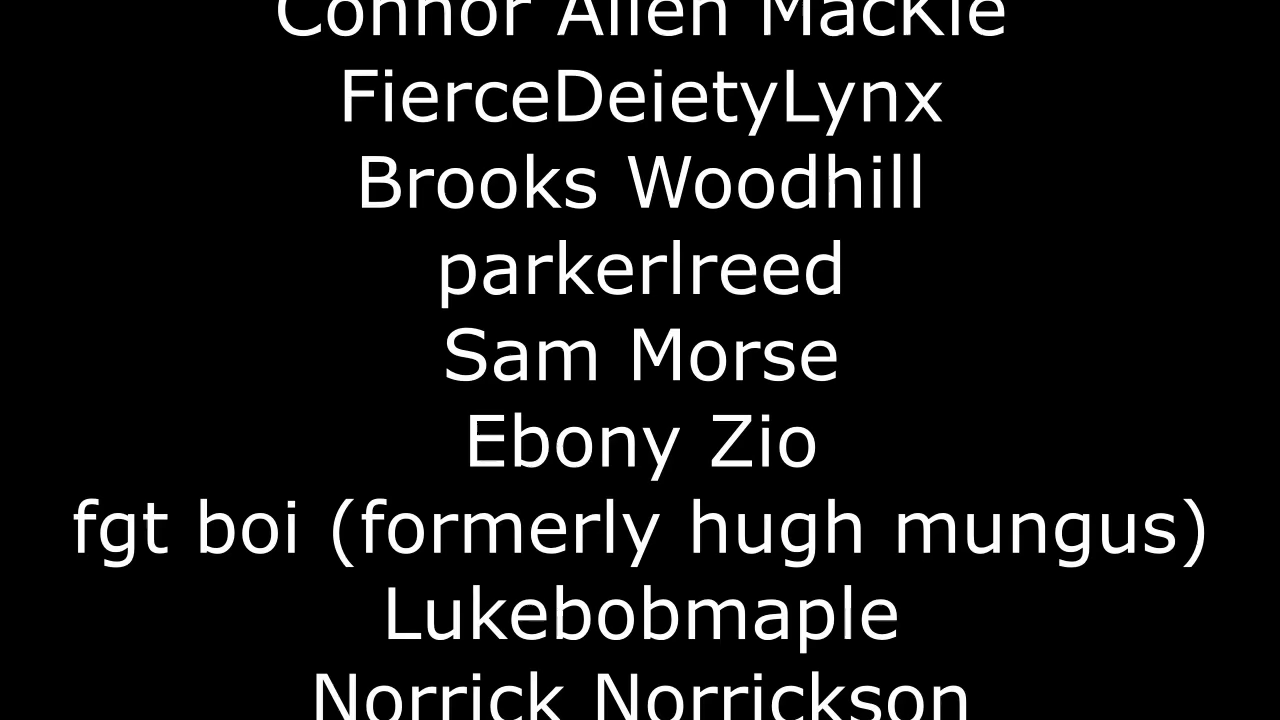 Connor Allen Mackie
FierceDeietyLynx
Brooks Woodhill
parkerlreed
Sam Morse
Ebony Zio
fgt boi (formerly hugh mungus)
Lukebobmaple
Norrick Norrickson